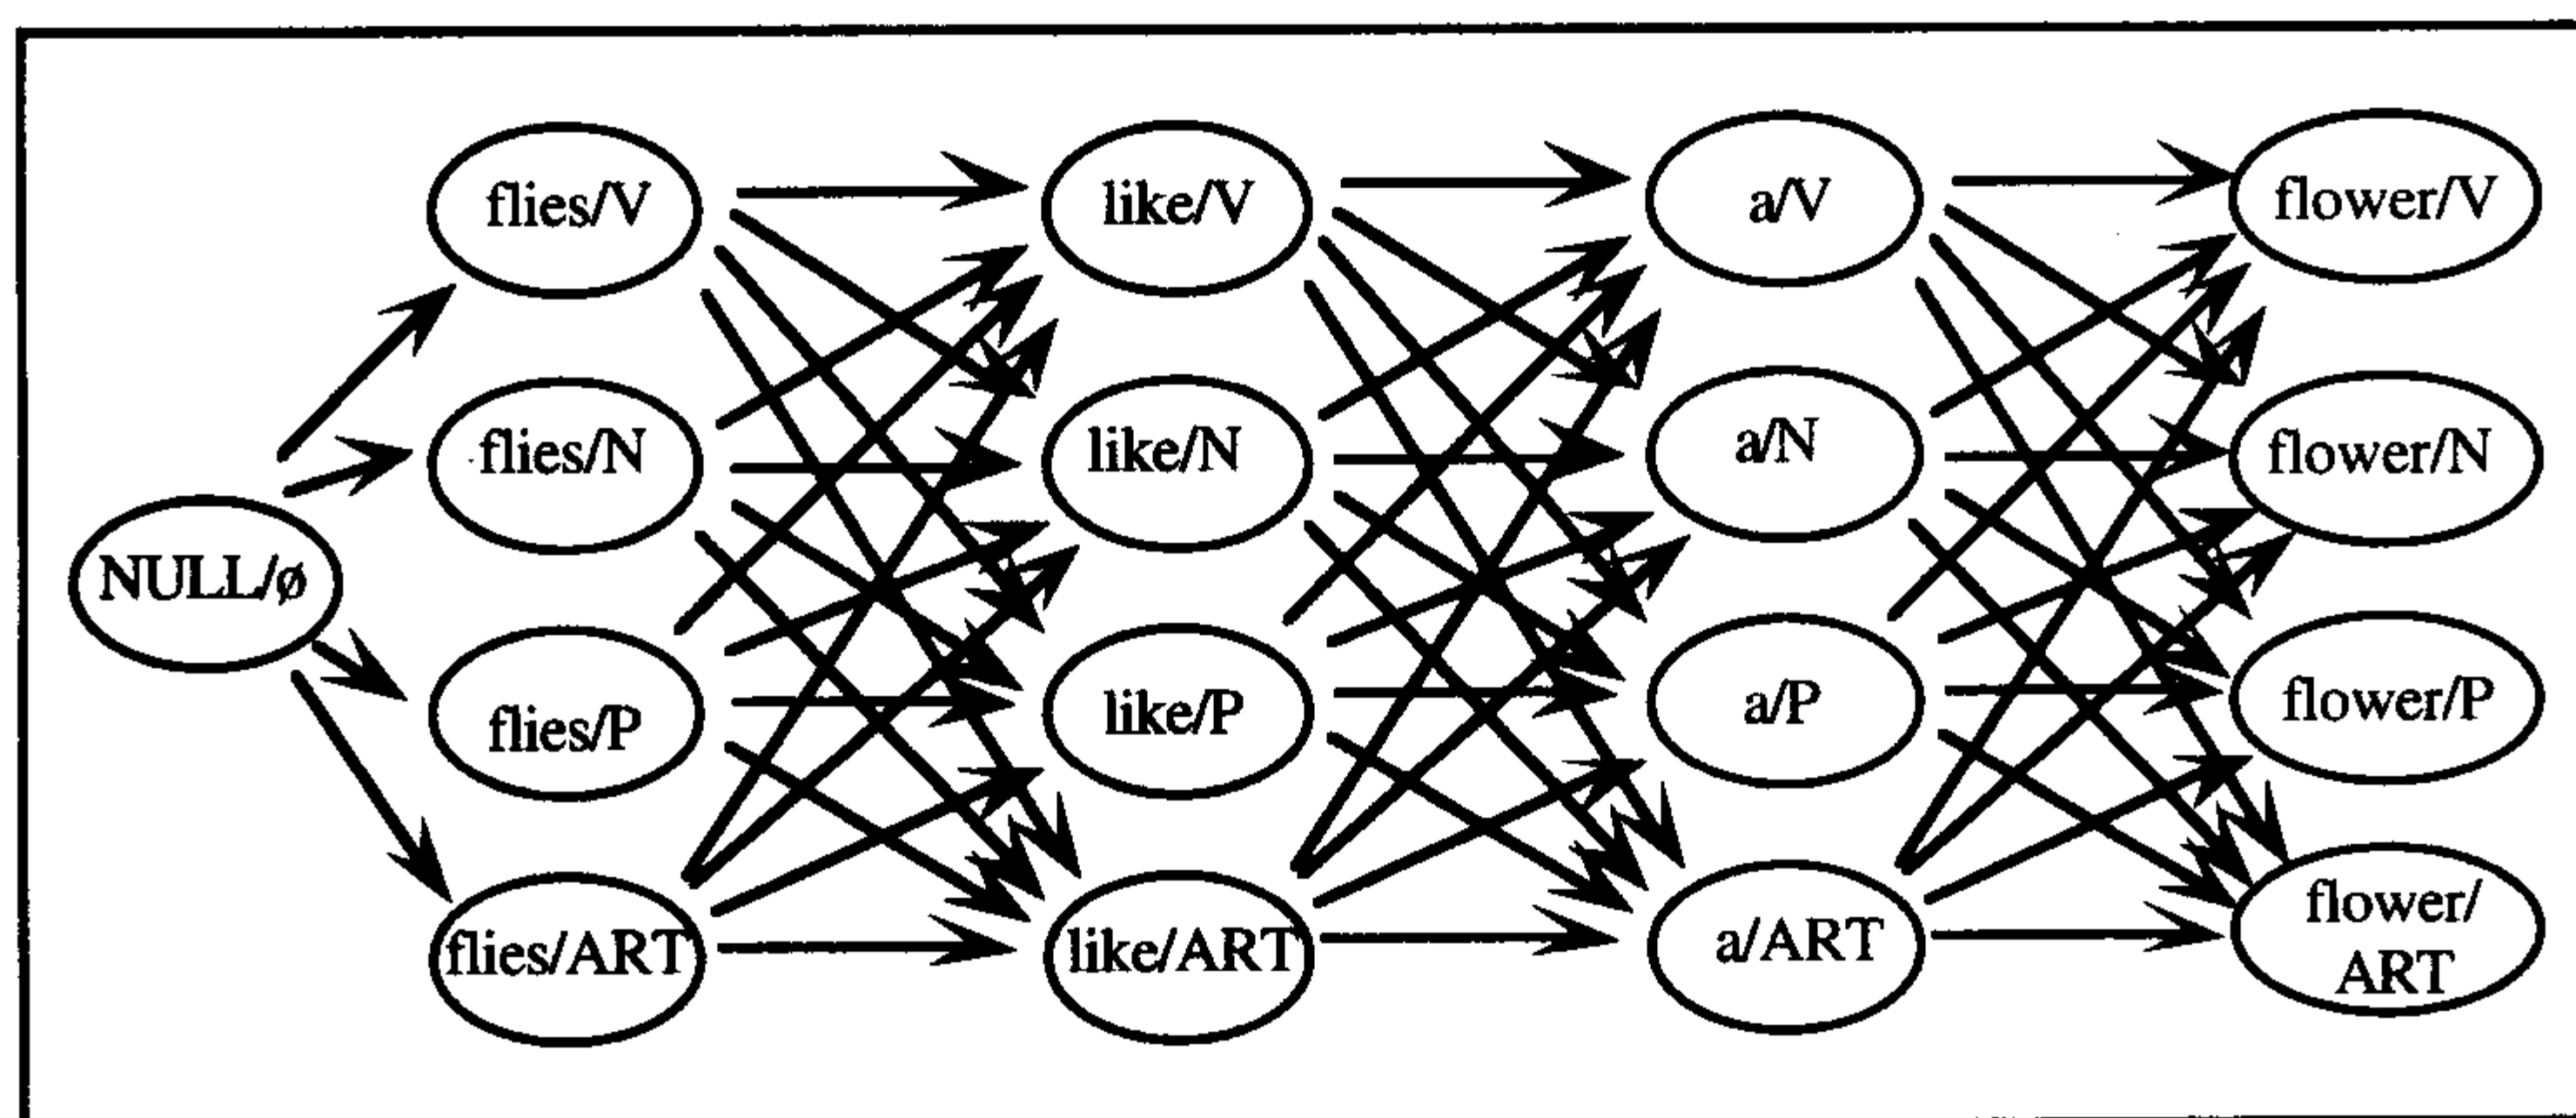 flies/V
like/V
a/V
flower/V
flies/N
like/N
a/N
flower/N
NULL/ø
flies/P
like/P
a/P
flower/P
flies/ART
like/ART
a/ART
flower/
ART